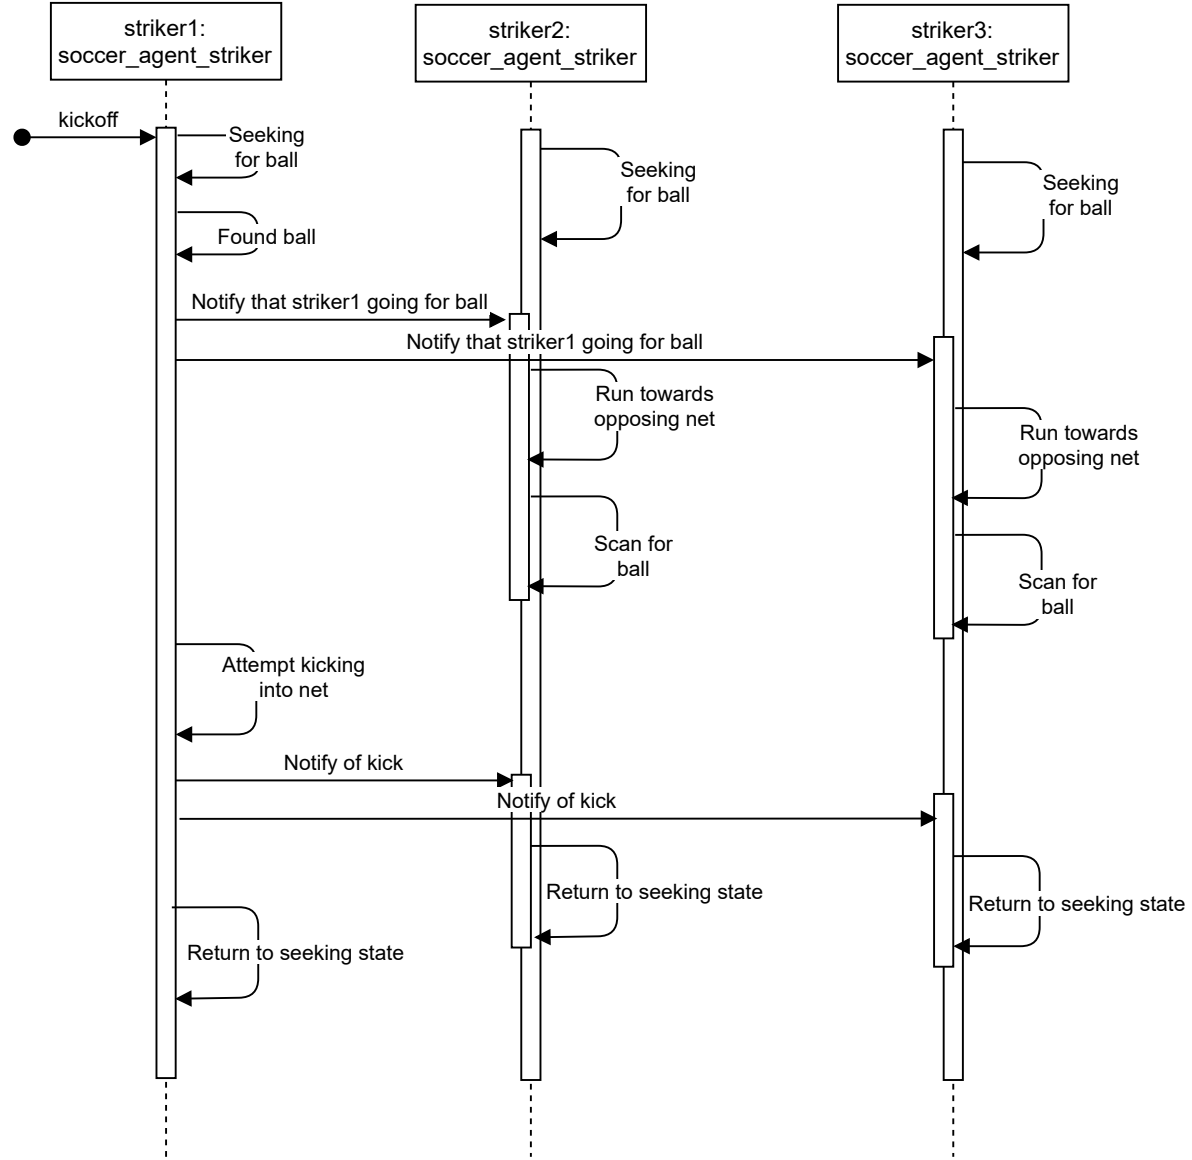 striker1:
soccer_agent_striker
striker2:
soccer_agent_striker
striker3:
soccer_agent_striker
kickoff
Seeking
for ball
Seeking
for ball
Seeking
for ball
Found ball
Notify that striker1 going for ball
Notify that striker1 going for ball
Run towards
opposing net
Run towards
opposing net
Scan for
ball
Scan for
ball
Attempt kicking
into net
Notify of kick
Notify of kick
Return to seeking state
Return to seeking state
Return to seeking state